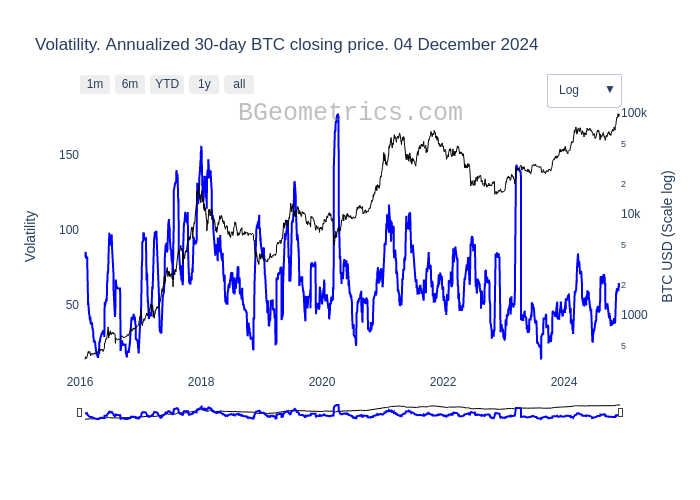 Volatility. Annualized 30-day BTC closing price. 04 December 2024
1m 6m YTD 1y all
Log ▼
BGeometrics.com
100k
5
2
10k
5
2
1000
5
150
100
50
Volatility
BTC USD (Scale log)
2016 2018 2020 2022 2024